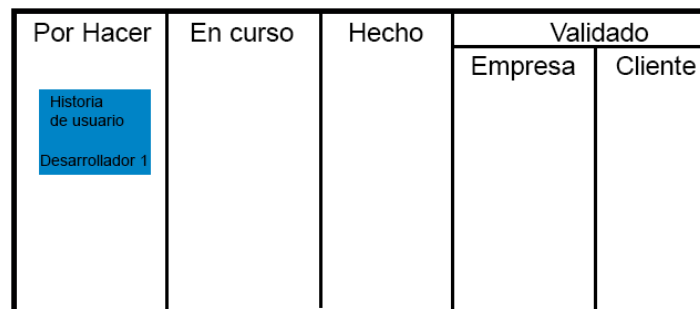 Por Hacer
En curso
Hecho
Validado
Empresa
Cliente
Historia
de usuario
Desarrollador 1